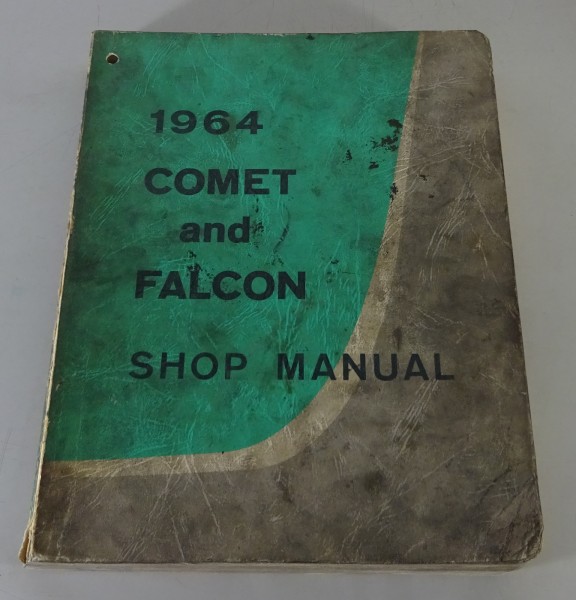 1964
COMET
and
FALCON
SHOP MANUAL